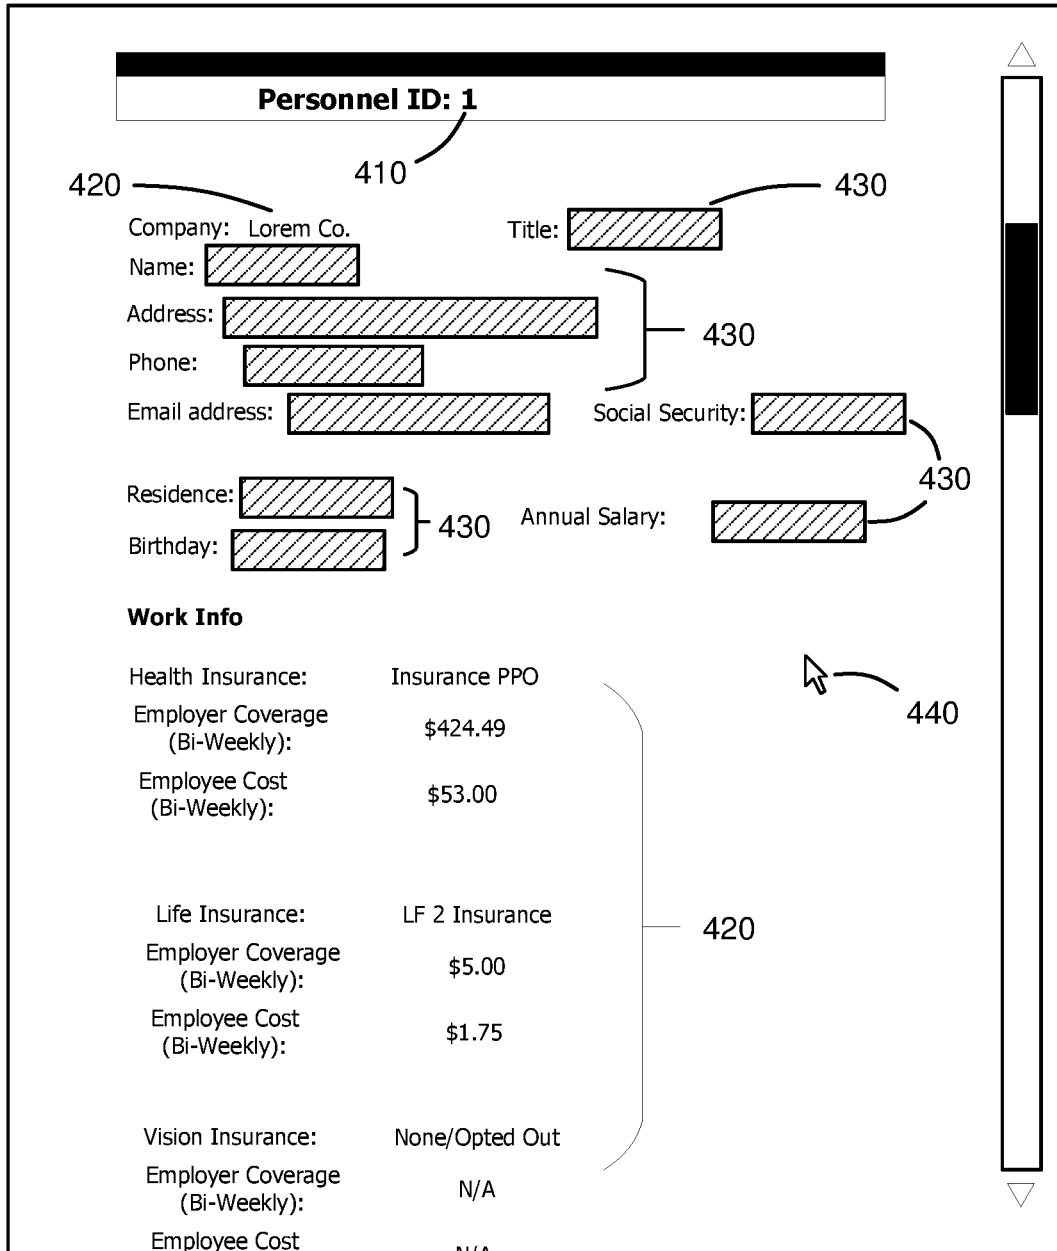 Personnel ID: 1
410
420
430
Company: Lorem Co. Title:
Name:
Address:
430
Phone:
Email address: Social Security:
430
Residence:
Annual Salary:
430
Birthday:
Work Info
Health Insurance: Insurance PPO
440
Employer Coverage
(Bi-Weekly): $424.49
Employee Cost
(Bi-Weekly): $53.00
Life Insurance: LF 2 Insurance
420
Employer Coverage
(Bi-Weekly): $5.00
Employee Cost
(Bi-Weekly): $1.75
Vision Insurance: None/Opted Out
Employer Coverage
(Bi-Weekly): N/A
Employee Cost
N/A